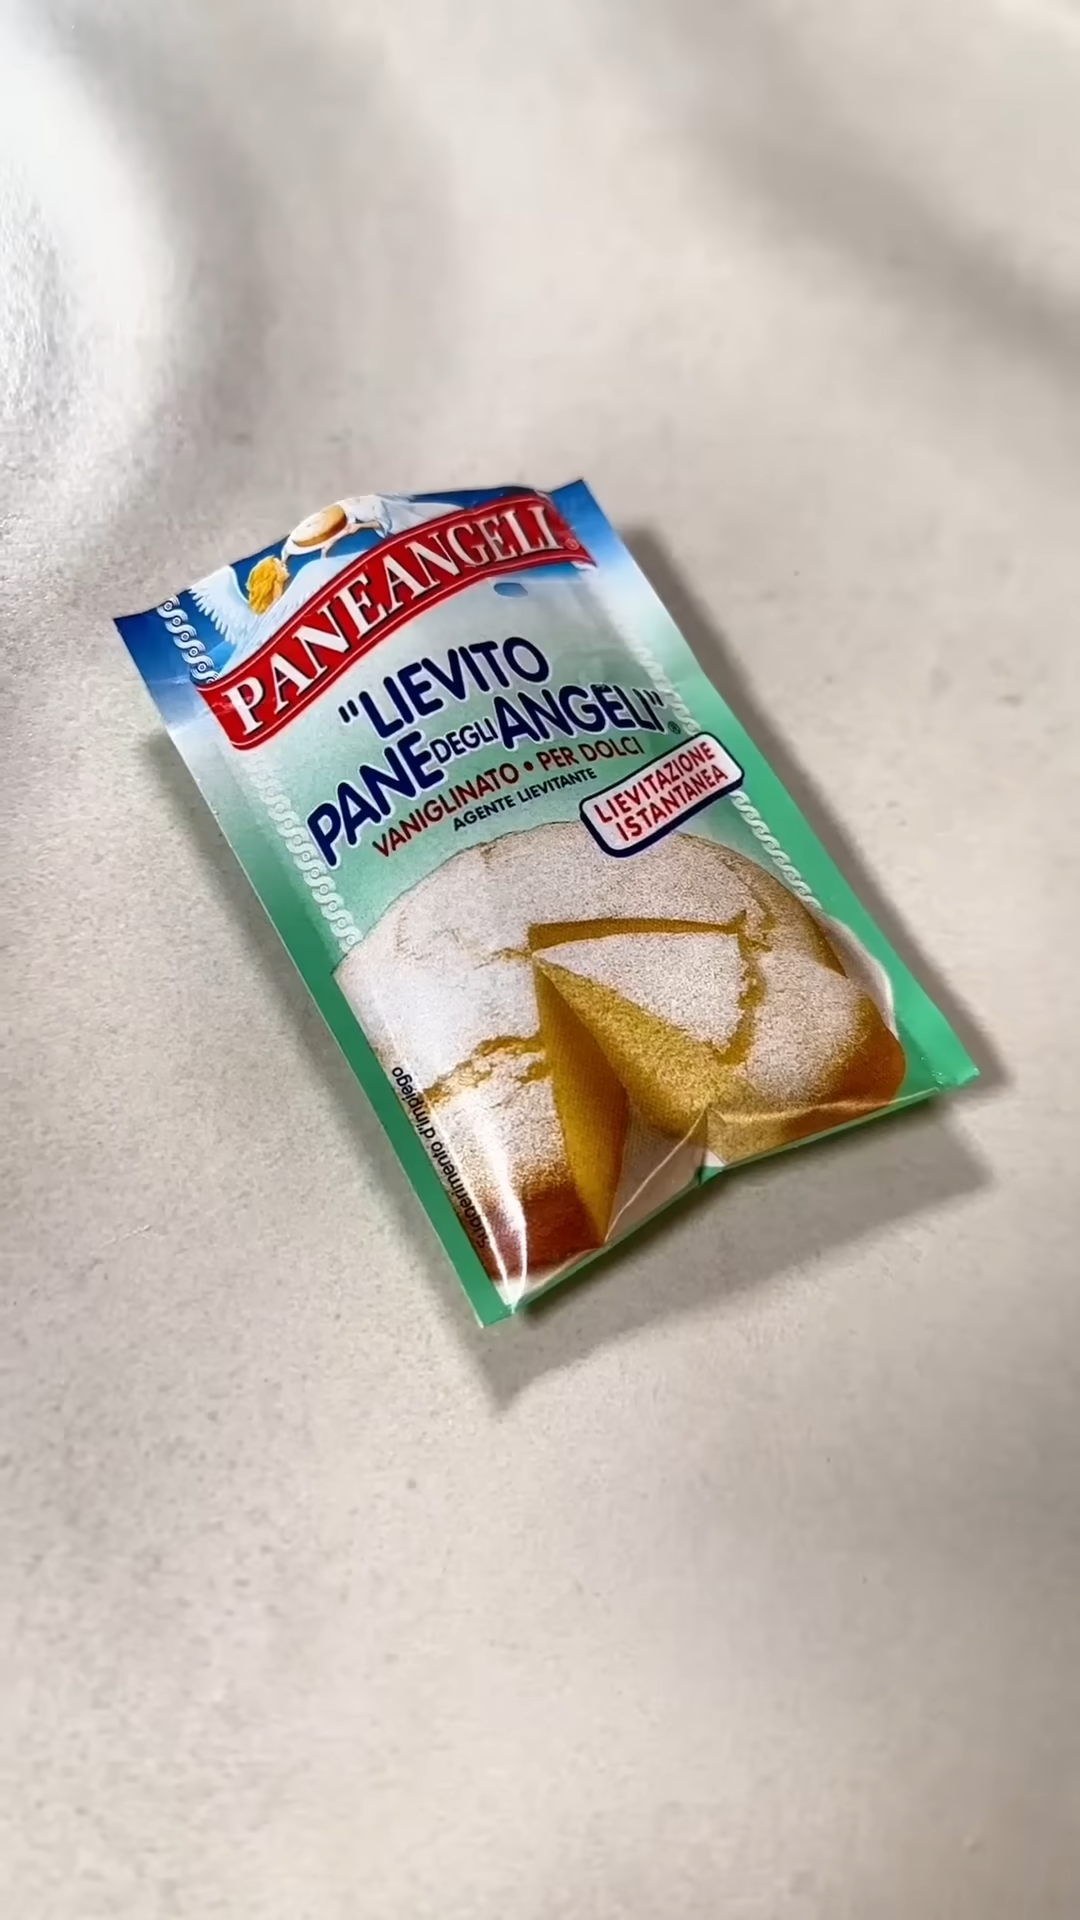 PANEANGELI®
"LIEVITO
PANE DEGLI ANGELI"®
VANIGLINATO • PER DOLCI
AGENTE LIEVITANTE
LIEVITAZIONE
ISTANTANEA
Suggerimento d'impiego